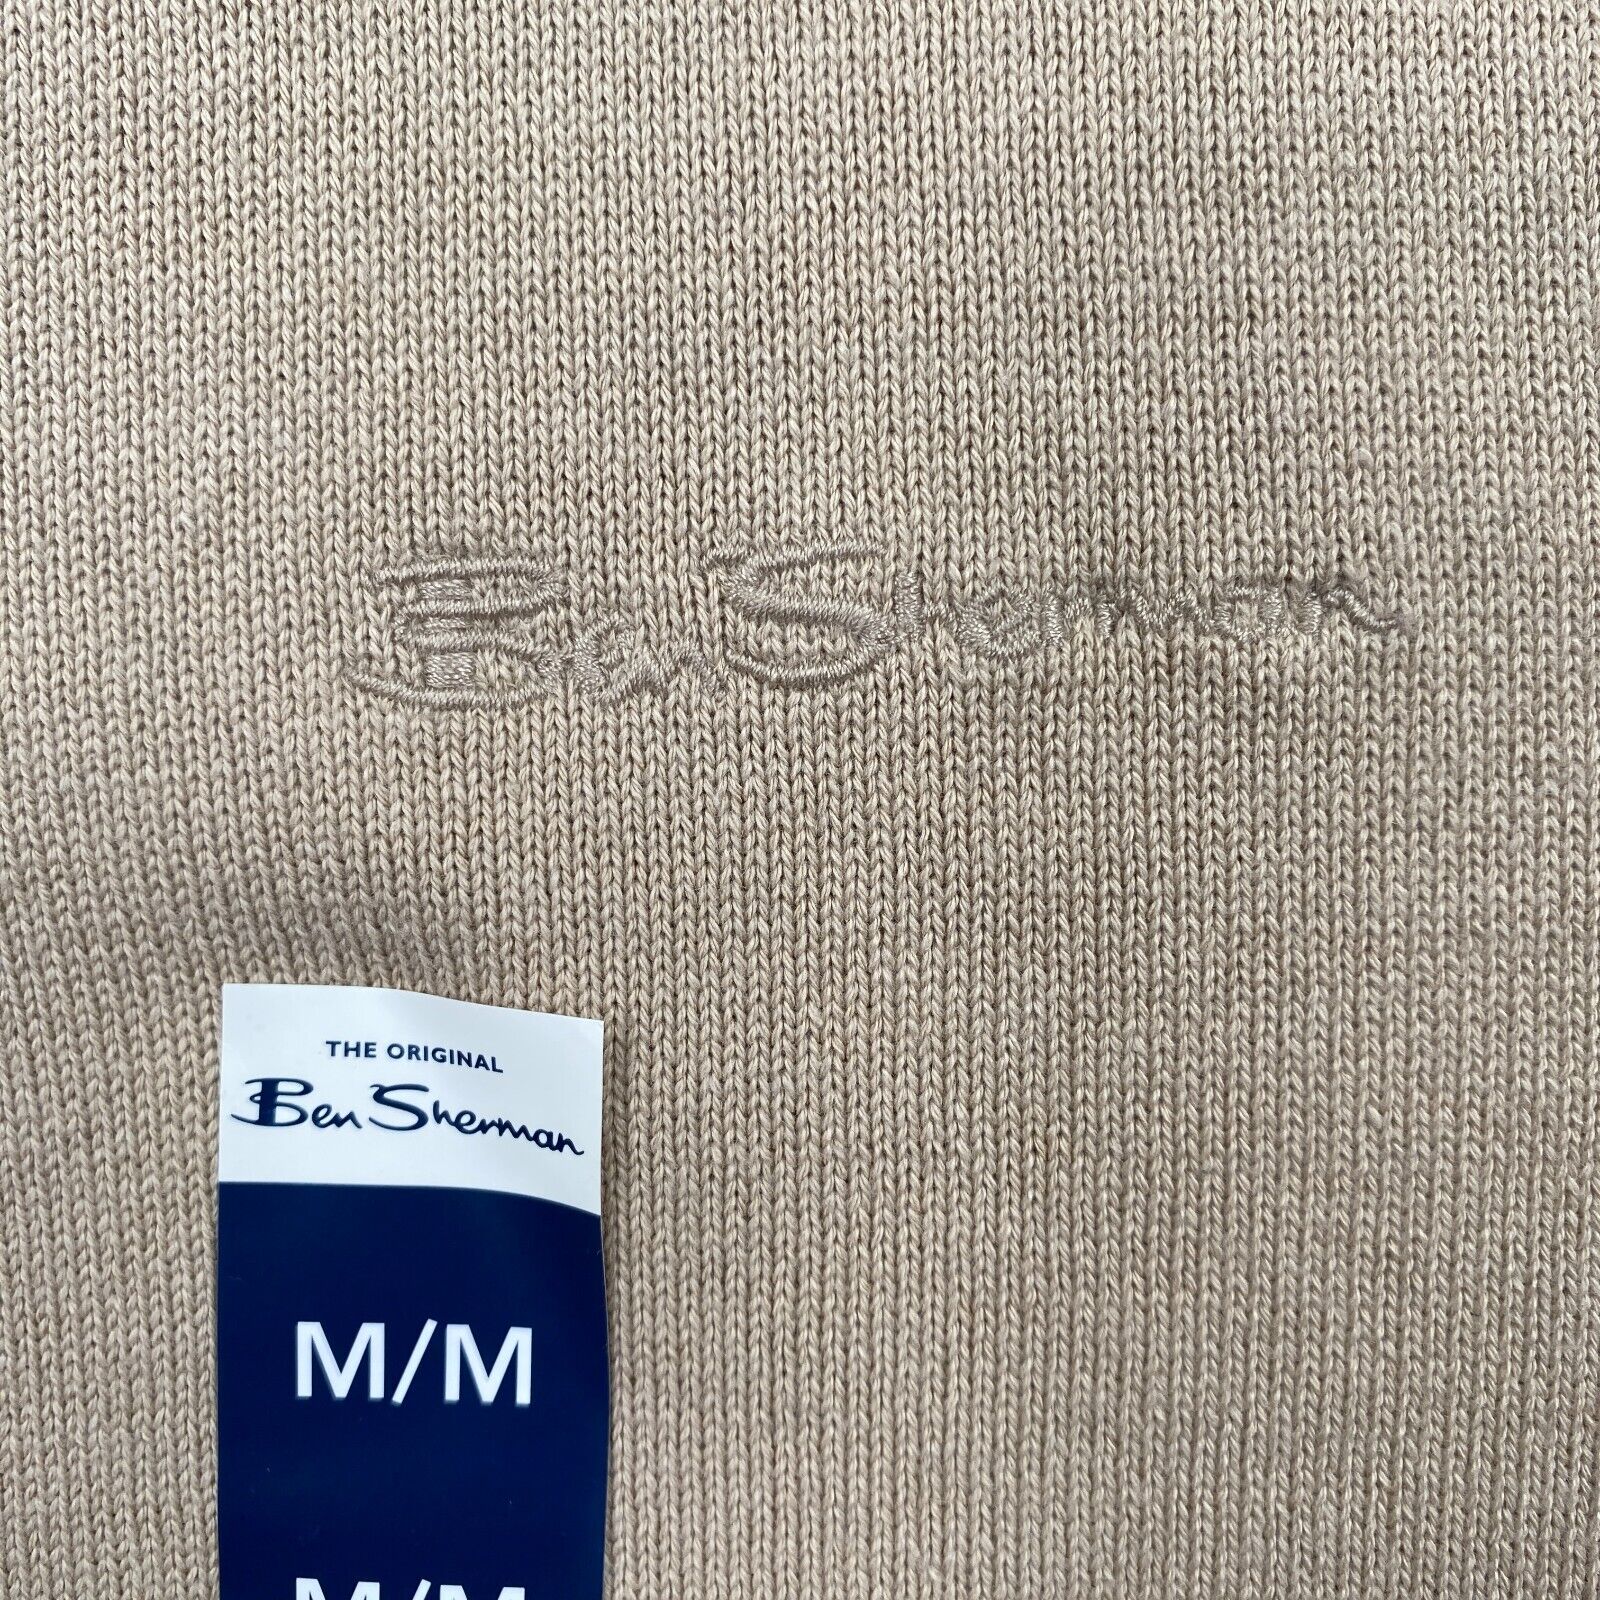 Ben Sherman
THE ORIGINAL
Ben Sherman
M/M
M/M